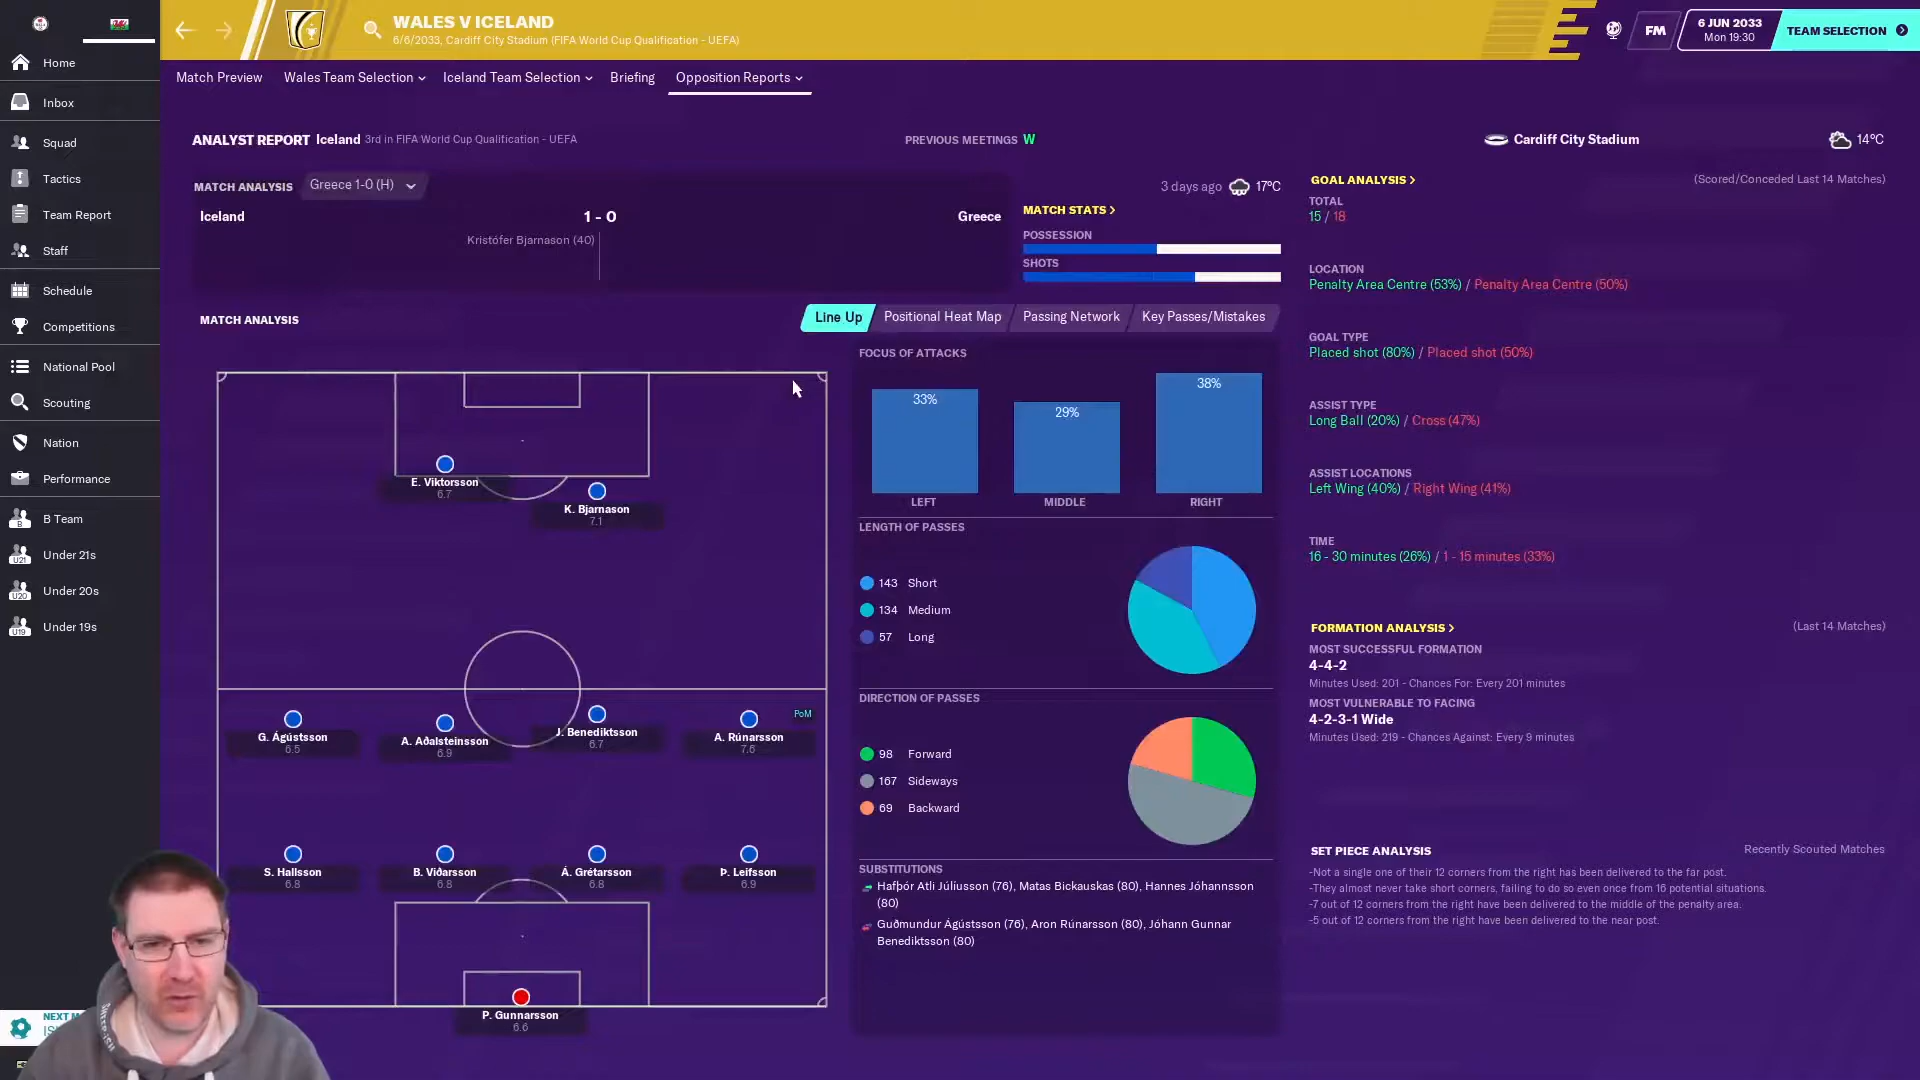 WALES V ICELAND
6/6/2033, Cardiff City Stadium (FIFA World Cup Qualification - UEFA)
FM
6 JUN 2033
Mon 19:30
TEAM SELECTION
Home
Inbox
Squad
Tactics
Team Report
Staff
Schedule
Competitions
National Pool
Scouting
Nation
Performance
B Team
Under 21s
Under 20s
Under 19s
Match Preview
Wales Team Selection
Iceland Team Selection
Briefing
Opposition Reports
ANALYST REPORT Iceland 3rd in FIFA World Cup Qualification - UEFA
PREVIOUS MEETINGS W
Cardiff City Stadium
14ºC
MATCH ANALYSIS Greece 1-0 (H)
3 days ago 17ºC
Iceland 1 - 0 Greece
Kristófer Bjarnason (40)
MATCH STATS >
POSSESSION
SHOTS
MATCH ANALYSIS
Line Up Positional Heat Map Passing Network Key Passes/Mistakes
E. Viktorsson
6.7
K. Bjarnason
7.1
PoM
G. Ágústsson
6.5
A. Aðalsteinsson
6.9
J. Benediktsson
6.7
A. Rúnarsson
7.6
S. Hallsson
6.8
B. Viðarsson
6.8
Á. Grétarsson
6.8
Þ. Leifsson
6.9
P. Gunnarsson
6.6
FOCUS OF ATTACKS
33% 29% 38%
LEFT MIDDLE RIGHT
LENGTH OF PASSES
143 Short
134 Medium
57 Long
DIRECTION OF PASSES
98 Forward
167 Sideways
69 Backward
SUBSTITUTIONS
Hafþór Atli Júlíusson (76), Matas Bickauskas (80), Hannes Jóhannsson
(80)
Guðmundur Ágústsson (76), Aron Rúnarsson (80), Jóhann Gunnar
Benediktsson (80)
GOAL ANALYSIS > (Scored/Conceded Last 14 Matches)
TOTAL
15 / 18
LOCATION
Penalty Area Centre (53%) / Penalty Area Centre (50%)
GOAL TYPE
Placed shot (80%) / Placed shot (50%)
ASSIST TYPE
Long Ball (20%) / Cross (47%)
ASSIST LOCATIONS
Left Wing (40%) / Right Wing (41%)
TIME
16 - 30 minutes (26%) / 1 - 15 minutes (33%)
FORMATION ANALYSIS > (Last 14 Matches)
MOST SUCCESSFUL FORMATION
4-4-2
Minutes Used: 201 - Chances For: Every 201 minutes
MOST VULNERABLE TO FACING
4-2-3-1 Wide
Minutes Used: 219 - Chances Against: Every 9 minutes
SET PIECE ANALYSIS Recently Scouted Matches
-Not a single one of their 12 corners from the right has been delivered to the far post.
-They almost never take short corners, failing to do so even once from 16 potential situations.
-7 out of 12 corners from the right have been delivered to the middle of the penalty area.
-5 out of 12 corners from the right have been delivered to the near post.